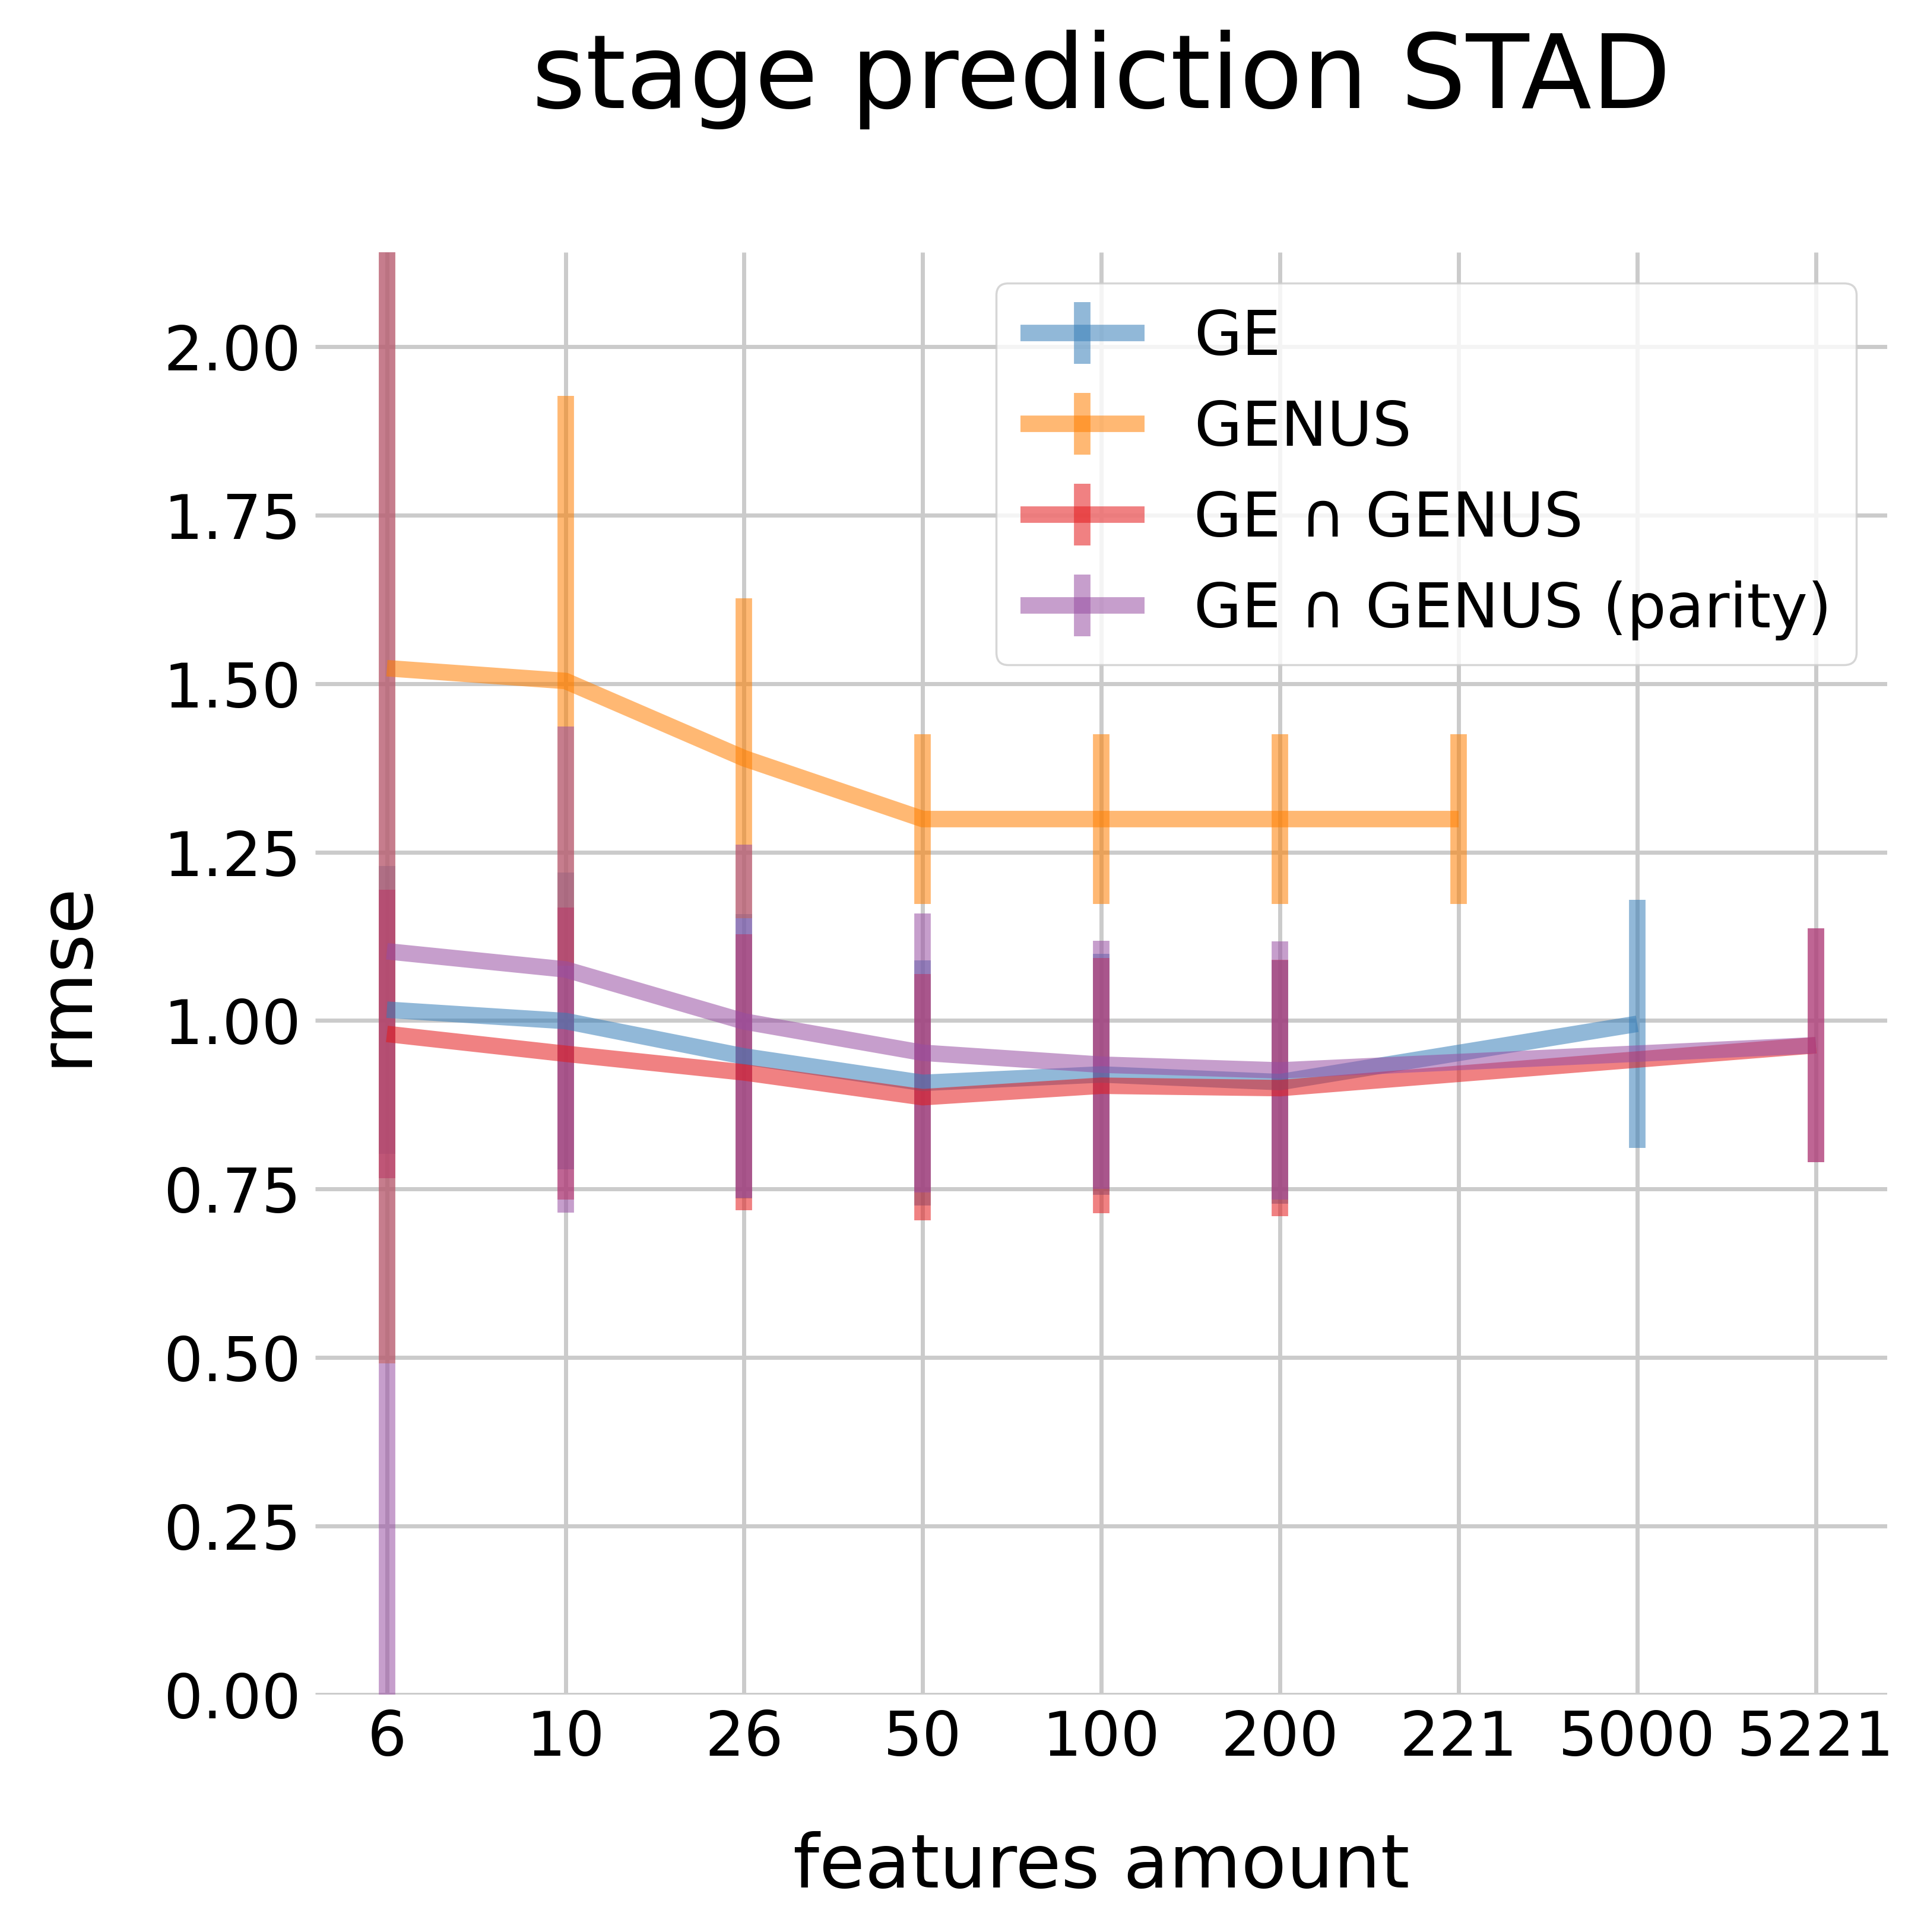 stage prediction STAD
GE
GENUS
GE ∩ GENUS
GE ∩ GENUS (parity)
2.00
1.75
1.50
1.25
1.00
0.75
0.50
0.25
0.00
rmse
6 10 26 50 100 200 221 5000 5221
features amount